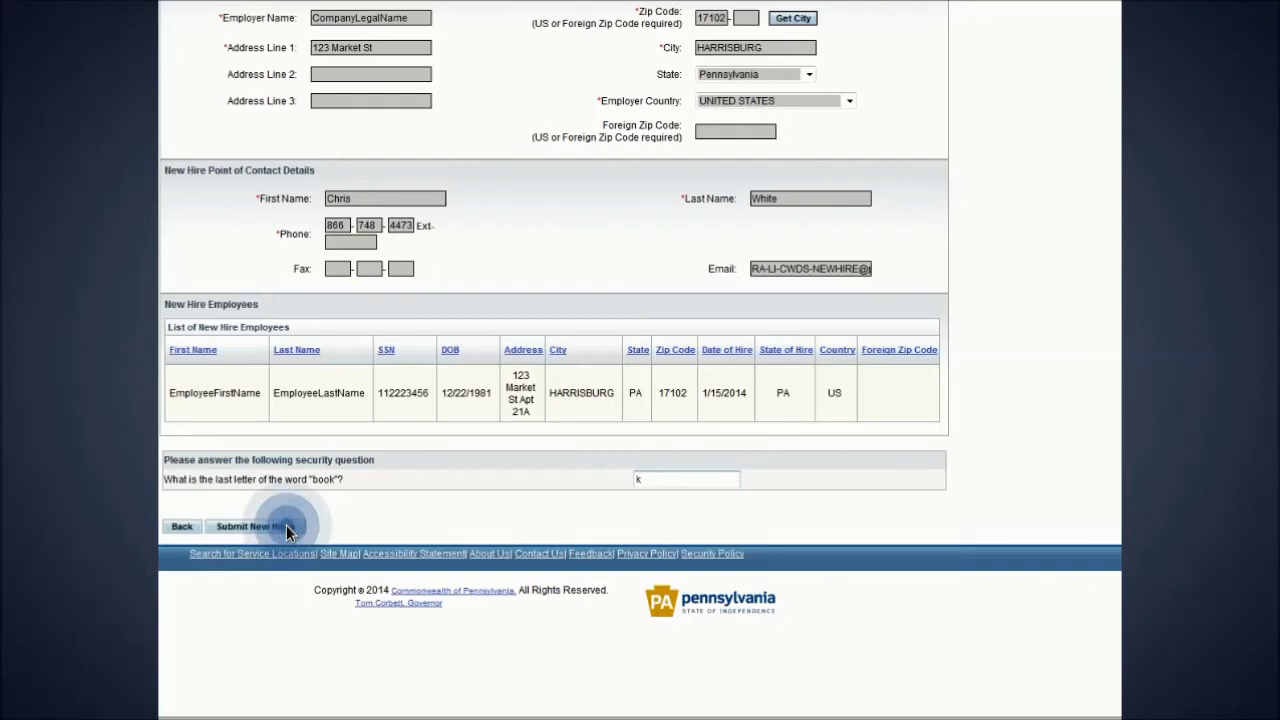 *Employer Name: CompanyLegalName
*Zip Code: 17102 - Get City
(US or Foreign Zip Code required)
*Address Line 1: 123 Market St
*City: HARRISBURG
Address Line 2:
State: Pennsylvania
Address Line 3:
*Employer Country: UNITED STATES
Foreign Zip Code:
(US or Foreign Zip Code required)
New Hire Point of Contact Details
*First Name: Chris
*Last Name: White
*Phone: 866 - 748 - 4473 Ext-
Fax: - -
Email: RA-LI-CWDS-NEWHIRE@
New Hire Employees
List of New Hire Employees
First Name Last Name SSN DOB Address City State Zip Code Date of Hire State of Hire Country Foreign Zip Code
EmployeeFirstName EmployeeLastName 112223456 12/22/1981 123 Market St Apt 21A HARRISBURG PA 17102 1/15/2014 PA US
Please answer the following security question
What is the last letter of the word "book"? k
Back Submit New
Search for Service Locations| Site Map| Accessibility Statement| About Us| Contact Us| Feedback| Privacy Policy| Security Policy
Copyright © 2014 Commonwealth of Pennsylvania. All Rights Reserved.
Tom Corbett, Governor
PA pennsylvania
STATE OF INDEPENDENCE